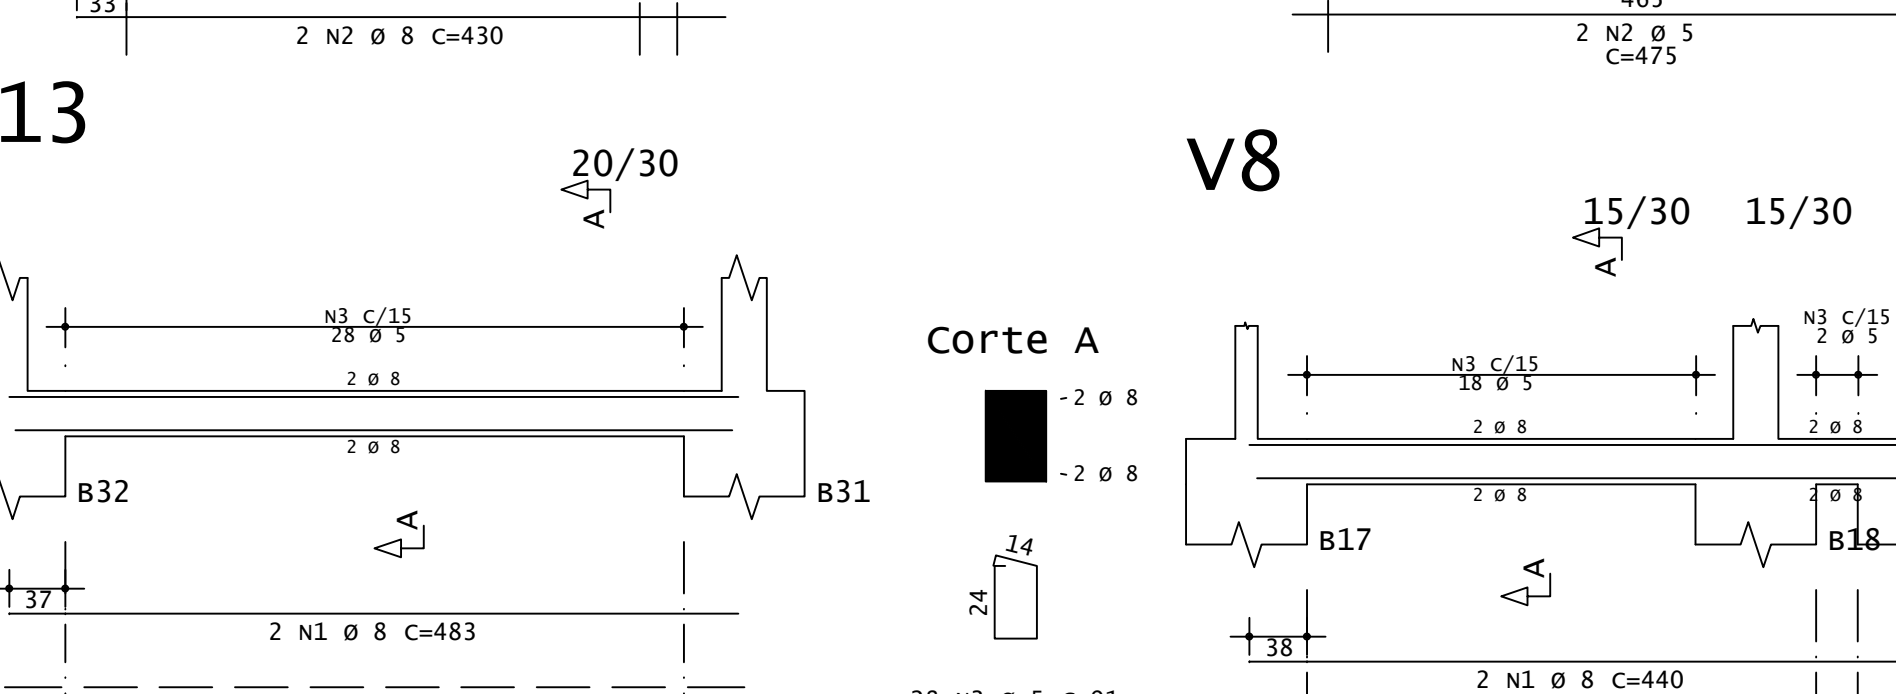 33
2 N2 Ø 8 C=430
465
2 N2 Ø 5
C=475
13
20/30
A
N3 C/15
28 Ø 5
2 Ø 8
2 Ø 8
B32
B31
A
37
2 N1 Ø 8 C=483
Corte A
-2 Ø 8
-2 Ø 8
14
24
V8
15/30
15/30
A
N3 C/15
18 Ø 5
N3 C/15
2 Ø 5
2 Ø 8
2 Ø 8
2 Ø 8
2 Ø 8
B17
B18
A
38
2 N1 Ø 8 C=440